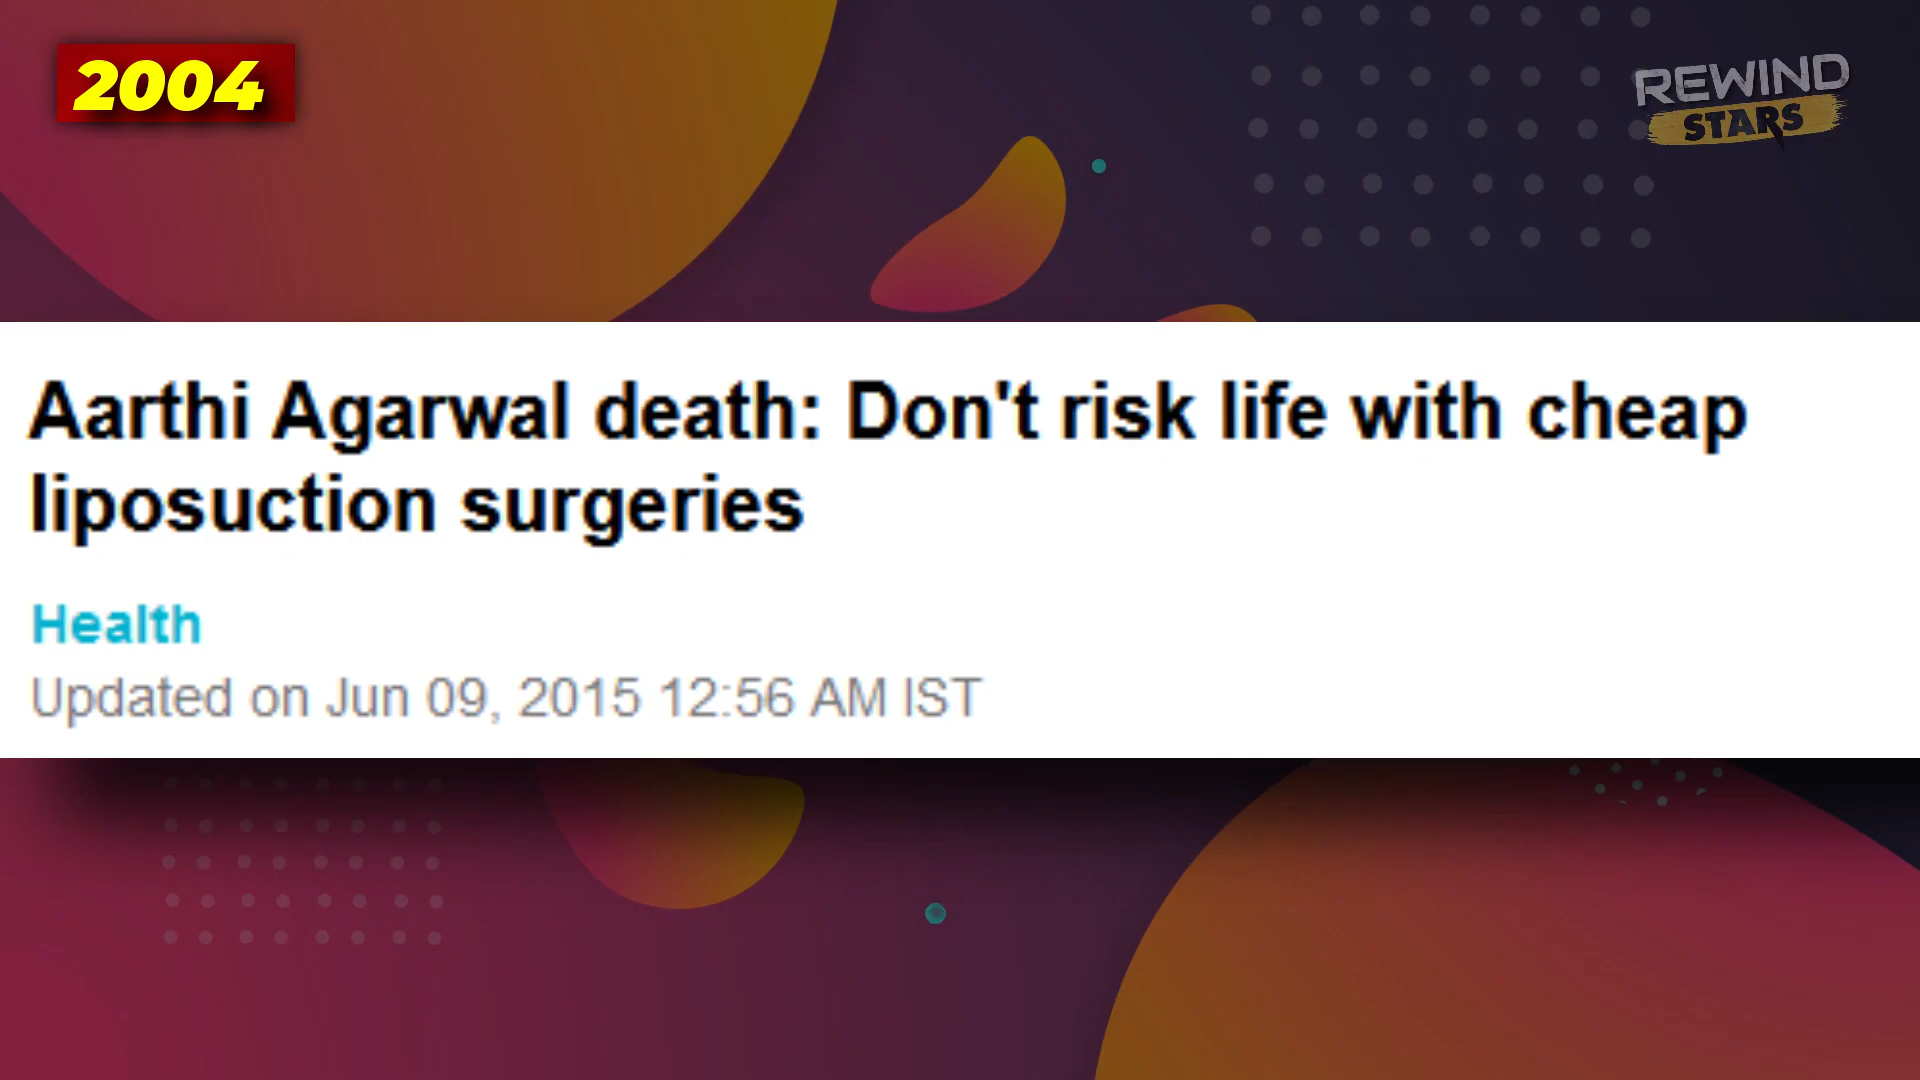 2004
REWIND
STARS
Aarthi Agarwal death: Don't risk life with cheap
liposuction surgeries
Health
Updated on Jun 09, 2015 12:56 AM IST